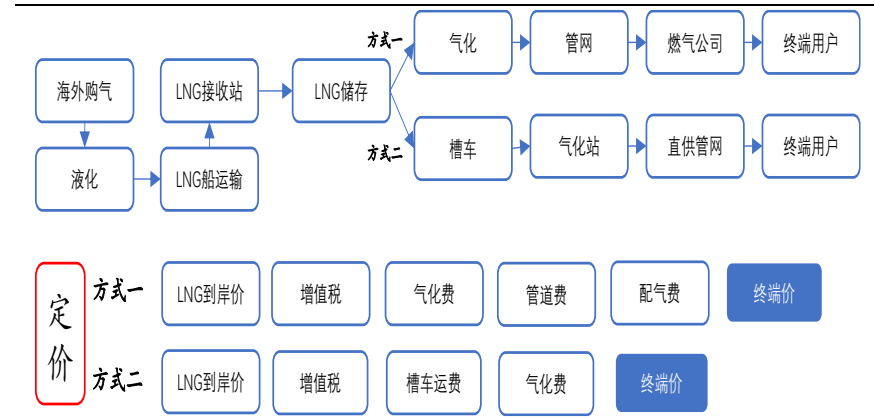 方式一
气化
管网
燃气公司
终端用户
海外购气
LNG接收站
LNG储存
液化
LNG船运输
方式二
槽车
气化站
直供管网
终端用户
定价
方式一
LNG到岸价
增值税
气化费
管道费
配气费
终端价
方式二
LNG到岸价
增值税
槽车运费
气化费
终端价